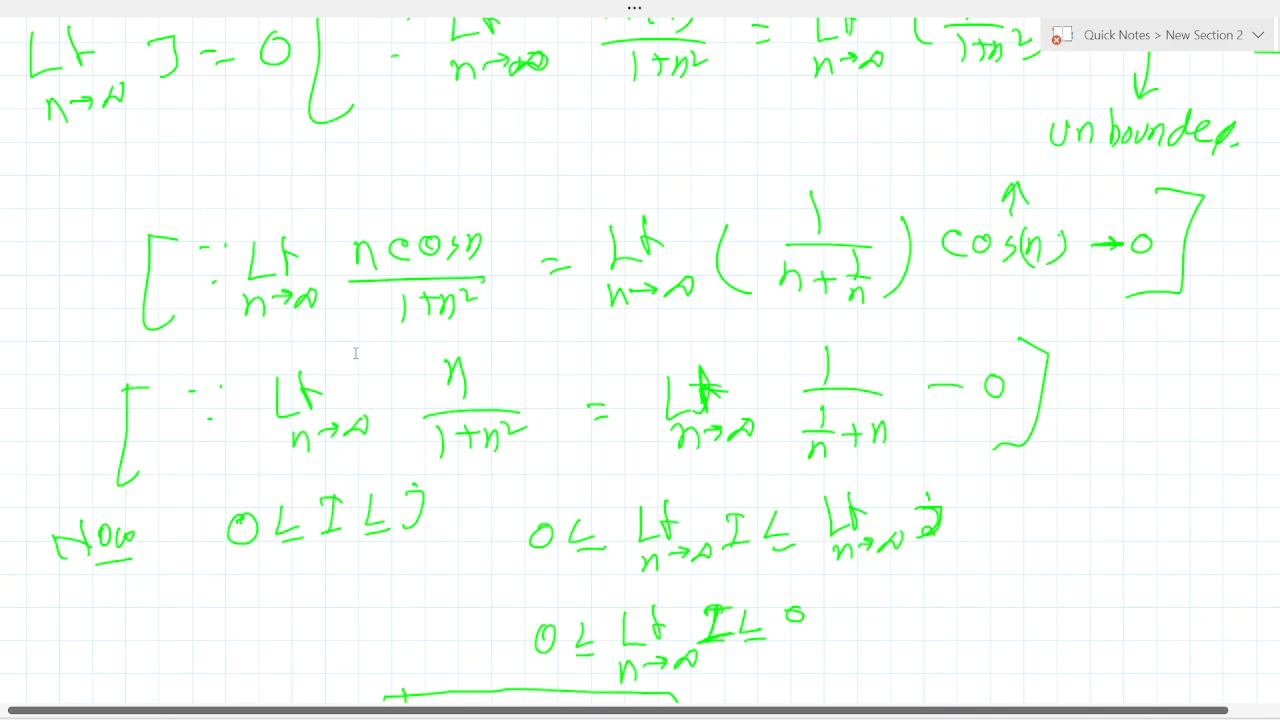 Quick Notes > New Section 2
Lt n→∞ J = 0 [ Lt n→∞ 1+n² = Lt n→∞ ( 1+n²
unbounded.
[ ∵ Lt n→∞ n cosn / 1+n² = Lt n→∞ ( 1 / n + 1/n ) cos(n) → 0 ]
[ ∵ Lt n→∞ n / 1+n² = Lt n→∞ 1 / 1/n + n — 0 ]
Now 0 ≤ I ≤ J 0 ≤ Lt n→∞ I ≤ Lt n→∞ J
0 ≤ Lt n→∞ I ≤ 0